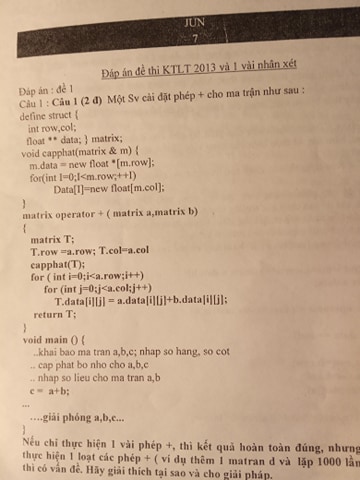 JUN
7
Đáp án đề thi KTLT 2013 và 1 vài nhận xét
Đáp án : đề 1
Câu 1 : Câu 1 (2 đ) Một Sv cài đặt phép + cho ma trận như sau :
define struct {
int row,col;
float ** data; } matrix;
void capphat(matrix & m) {
m.data = new float *[m.row];
for(int I=0;I<m.row;++I)
Data[I]=new float[m.col];
}
matrix operator + ( matrix a,matrix b)
{
matrix T;
T.row =a.row; T.col=a.col
capphat(T);
for ( int i=0;i<a.row;i++)
for (int j=0;j<a.col;j++)
T.data[i][j] = a.data[i][j]+b.data[i][j];
return T;
}
void main () {
..khai bao ma tran a,b,c; nhap so hang, so cot
.. cap phat bo nho cho a,b,c
.. nhap so lieu cho ma tran a,b
c = a+b;
...
....giải phóng a,b,c...
}
Nếu chỉ thực hiện 1 vài phép +, thì kết quả hoàn toàn đúng, nhưng
thực hiện 1 loạt các phép + ( ví dụ thêm 1 matran d và lặp 1000 lần
thì có vấn đề. Hãy giải thích tại sao và cho giải pháp.